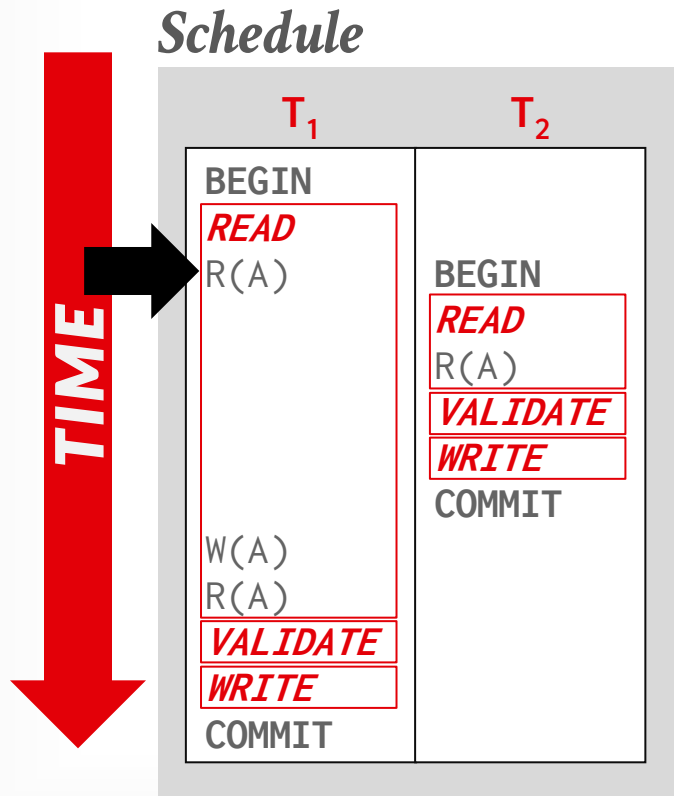 Schedule
TIME
T₁
T₂
BEGIN
READ
R(A)
W(A)
R(A)
VALIDATE
WRITE
COMMIT
BEGIN
READ
R(A)
VALIDATE
WRITE
COMMIT